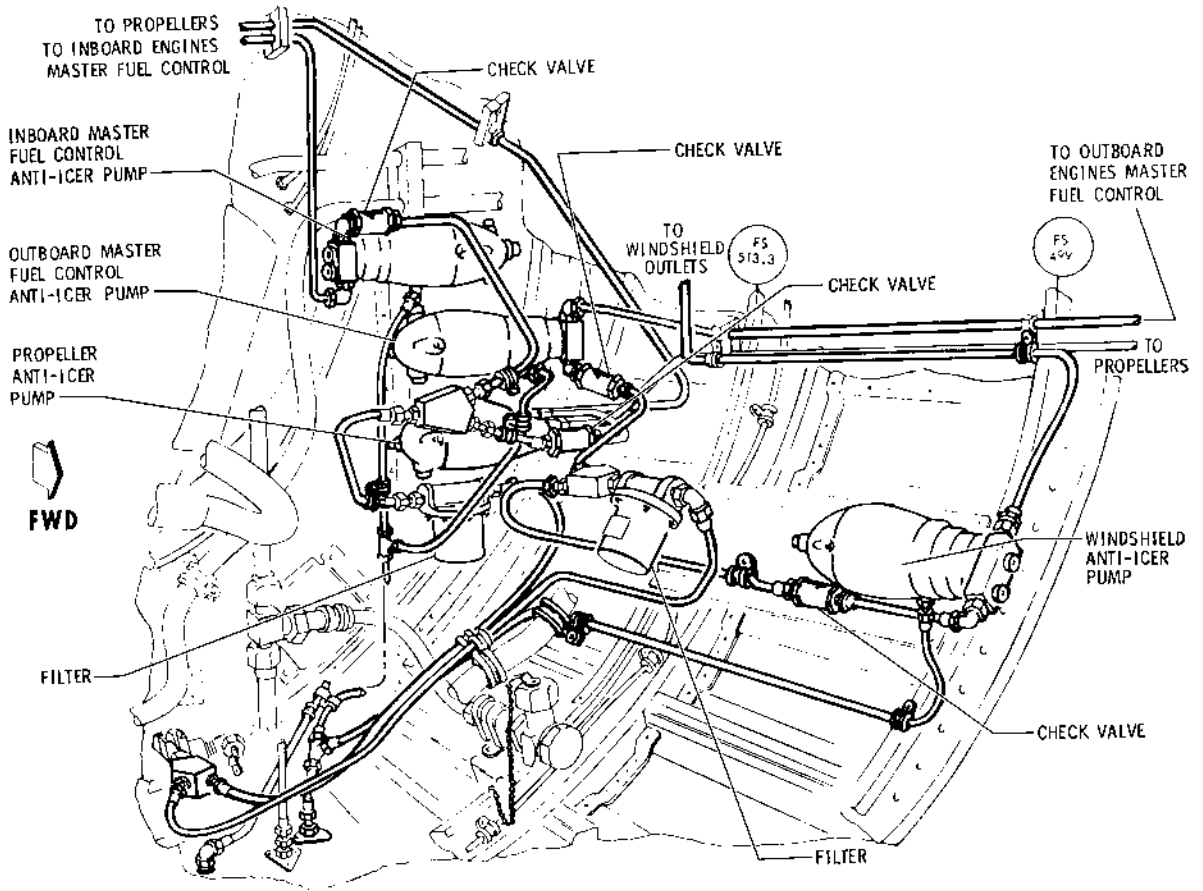 TO PROPELLERS
TO INBOARD ENGINES
MASTER FUEL CONTROL
CHECK VALVE
INBOARD MASTER
FUEL CONTROL
ANTI-ICER PUMP
CHECK VALVE
TO OUTBOARD
ENGINES MASTER
FUEL CONTROL
TO
WINDSHIELD
OUTLETS
FS
513.3
FS
499
OUTBOARD MASTER
FUEL CONTROL
ANTI-ICER PUMP
CHECK VALVE
PROPELLER
ANTI-ICER
PUMP
TO
PROPELLERS
FWD
WINDSHIELD
ANTI-ICER
PUMP
FILTER
CHECK VALVE
FILTER